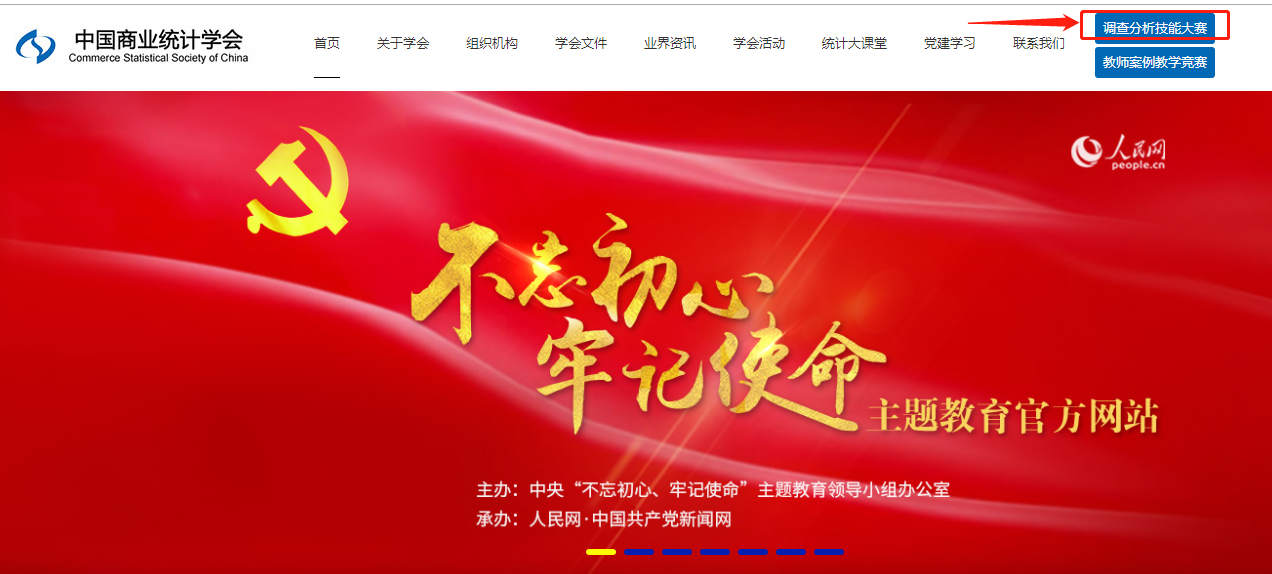 中国商业统计学会
Commerce Statistical Society of China
首页 关于学会 组织机构 学会文件 业界资讯 学会活动 统计大课堂 党建学习 联系我们
调查分析技能大赛
教师案例教学竞赛
人民网
people.cn
不忘初心
牢记使命
主题教育官方网站
主办：中央“不忘初心、牢记使命”主题教育领导小组办公室
承办：人民网·中国共产党新闻网